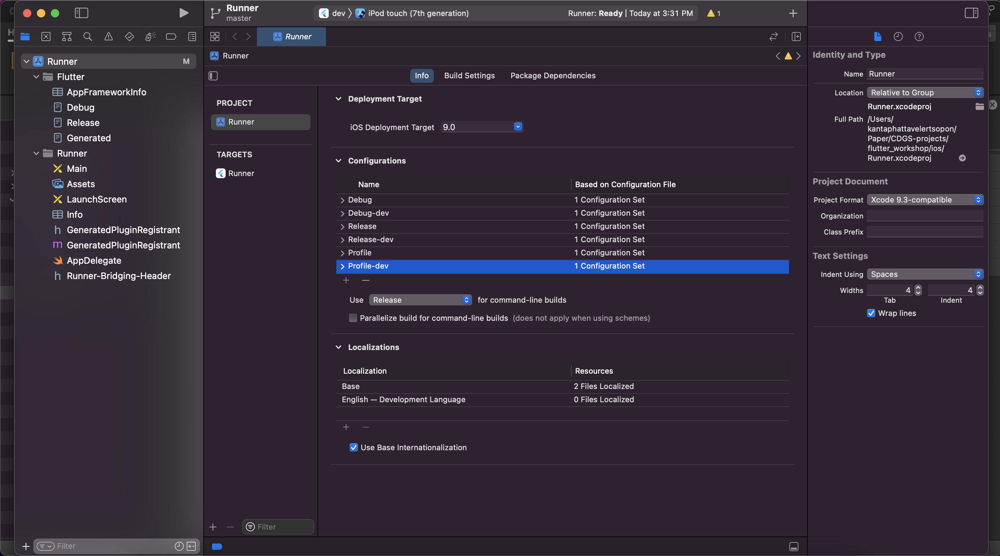 Runner
master
dev
iPod touch (7th generation)
Runner: Ready | Today at 3:31 PM
1
Runner
Runner
M
Flutter
AppFrameworkInfo
Debug
Release
Generated
Runner
Main
Assets
LaunchScreen
Info
h GeneratedPluginRegistrant
m GeneratedPluginRegistrant
AppDelegate
h Runner-Bridging-Header
Filter
Runner
Info
Build Settings
Package Dependencies
PROJECT
Runner
TARGETS
Runner
Filter
Deployment Target
iOS Deployment Target 9.0
Configurations
Name Based on Configuration File
Debug 1 Configuration Set
Debug-dev 1 Configuration Set
Release 1 Configuration Set
Release-dev 1 Configuration Set
Profile 1 Configuration Set
Profile-dev 1 Configuration Set
Use Release for command-line builds
Parallelize build for command-line builds (does not apply when using schemes)
Localizations
Localization Resources
Base 2 Files Localized
English — Development Language 0 Files Localized
Use Base Internationalization
Identity and Type
Name Runner
Location Relative to Group
Runner.xcodeproj
Full Path /Users/
kantaphattavelertsopon/
Paper/CDGS-projects/
flutter_workshop/ios/
Runner.xcodeproj
Project Document
Project Format Xcode 9.3-compatible
Organization
Class Prefix
Text Settings
Indent Using Spaces
Widths 4 4
Tab Indent
Wrap lines